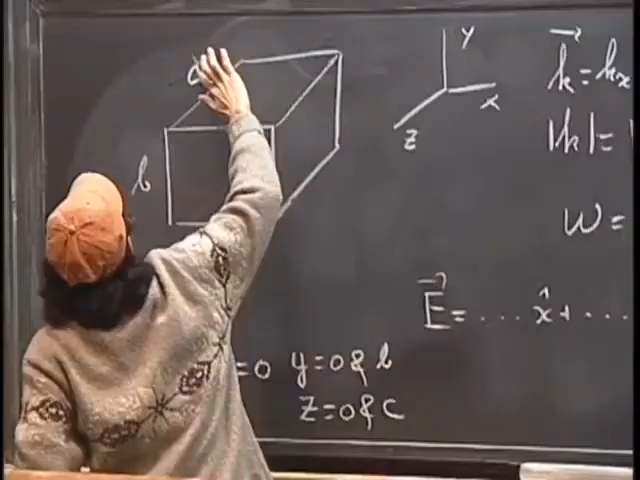 y
x
z
b
k⃗ = kx
|k| =
w =
E⃗ = .... x̂ + ....
= 0 y = 0 & b
z = 0 & c